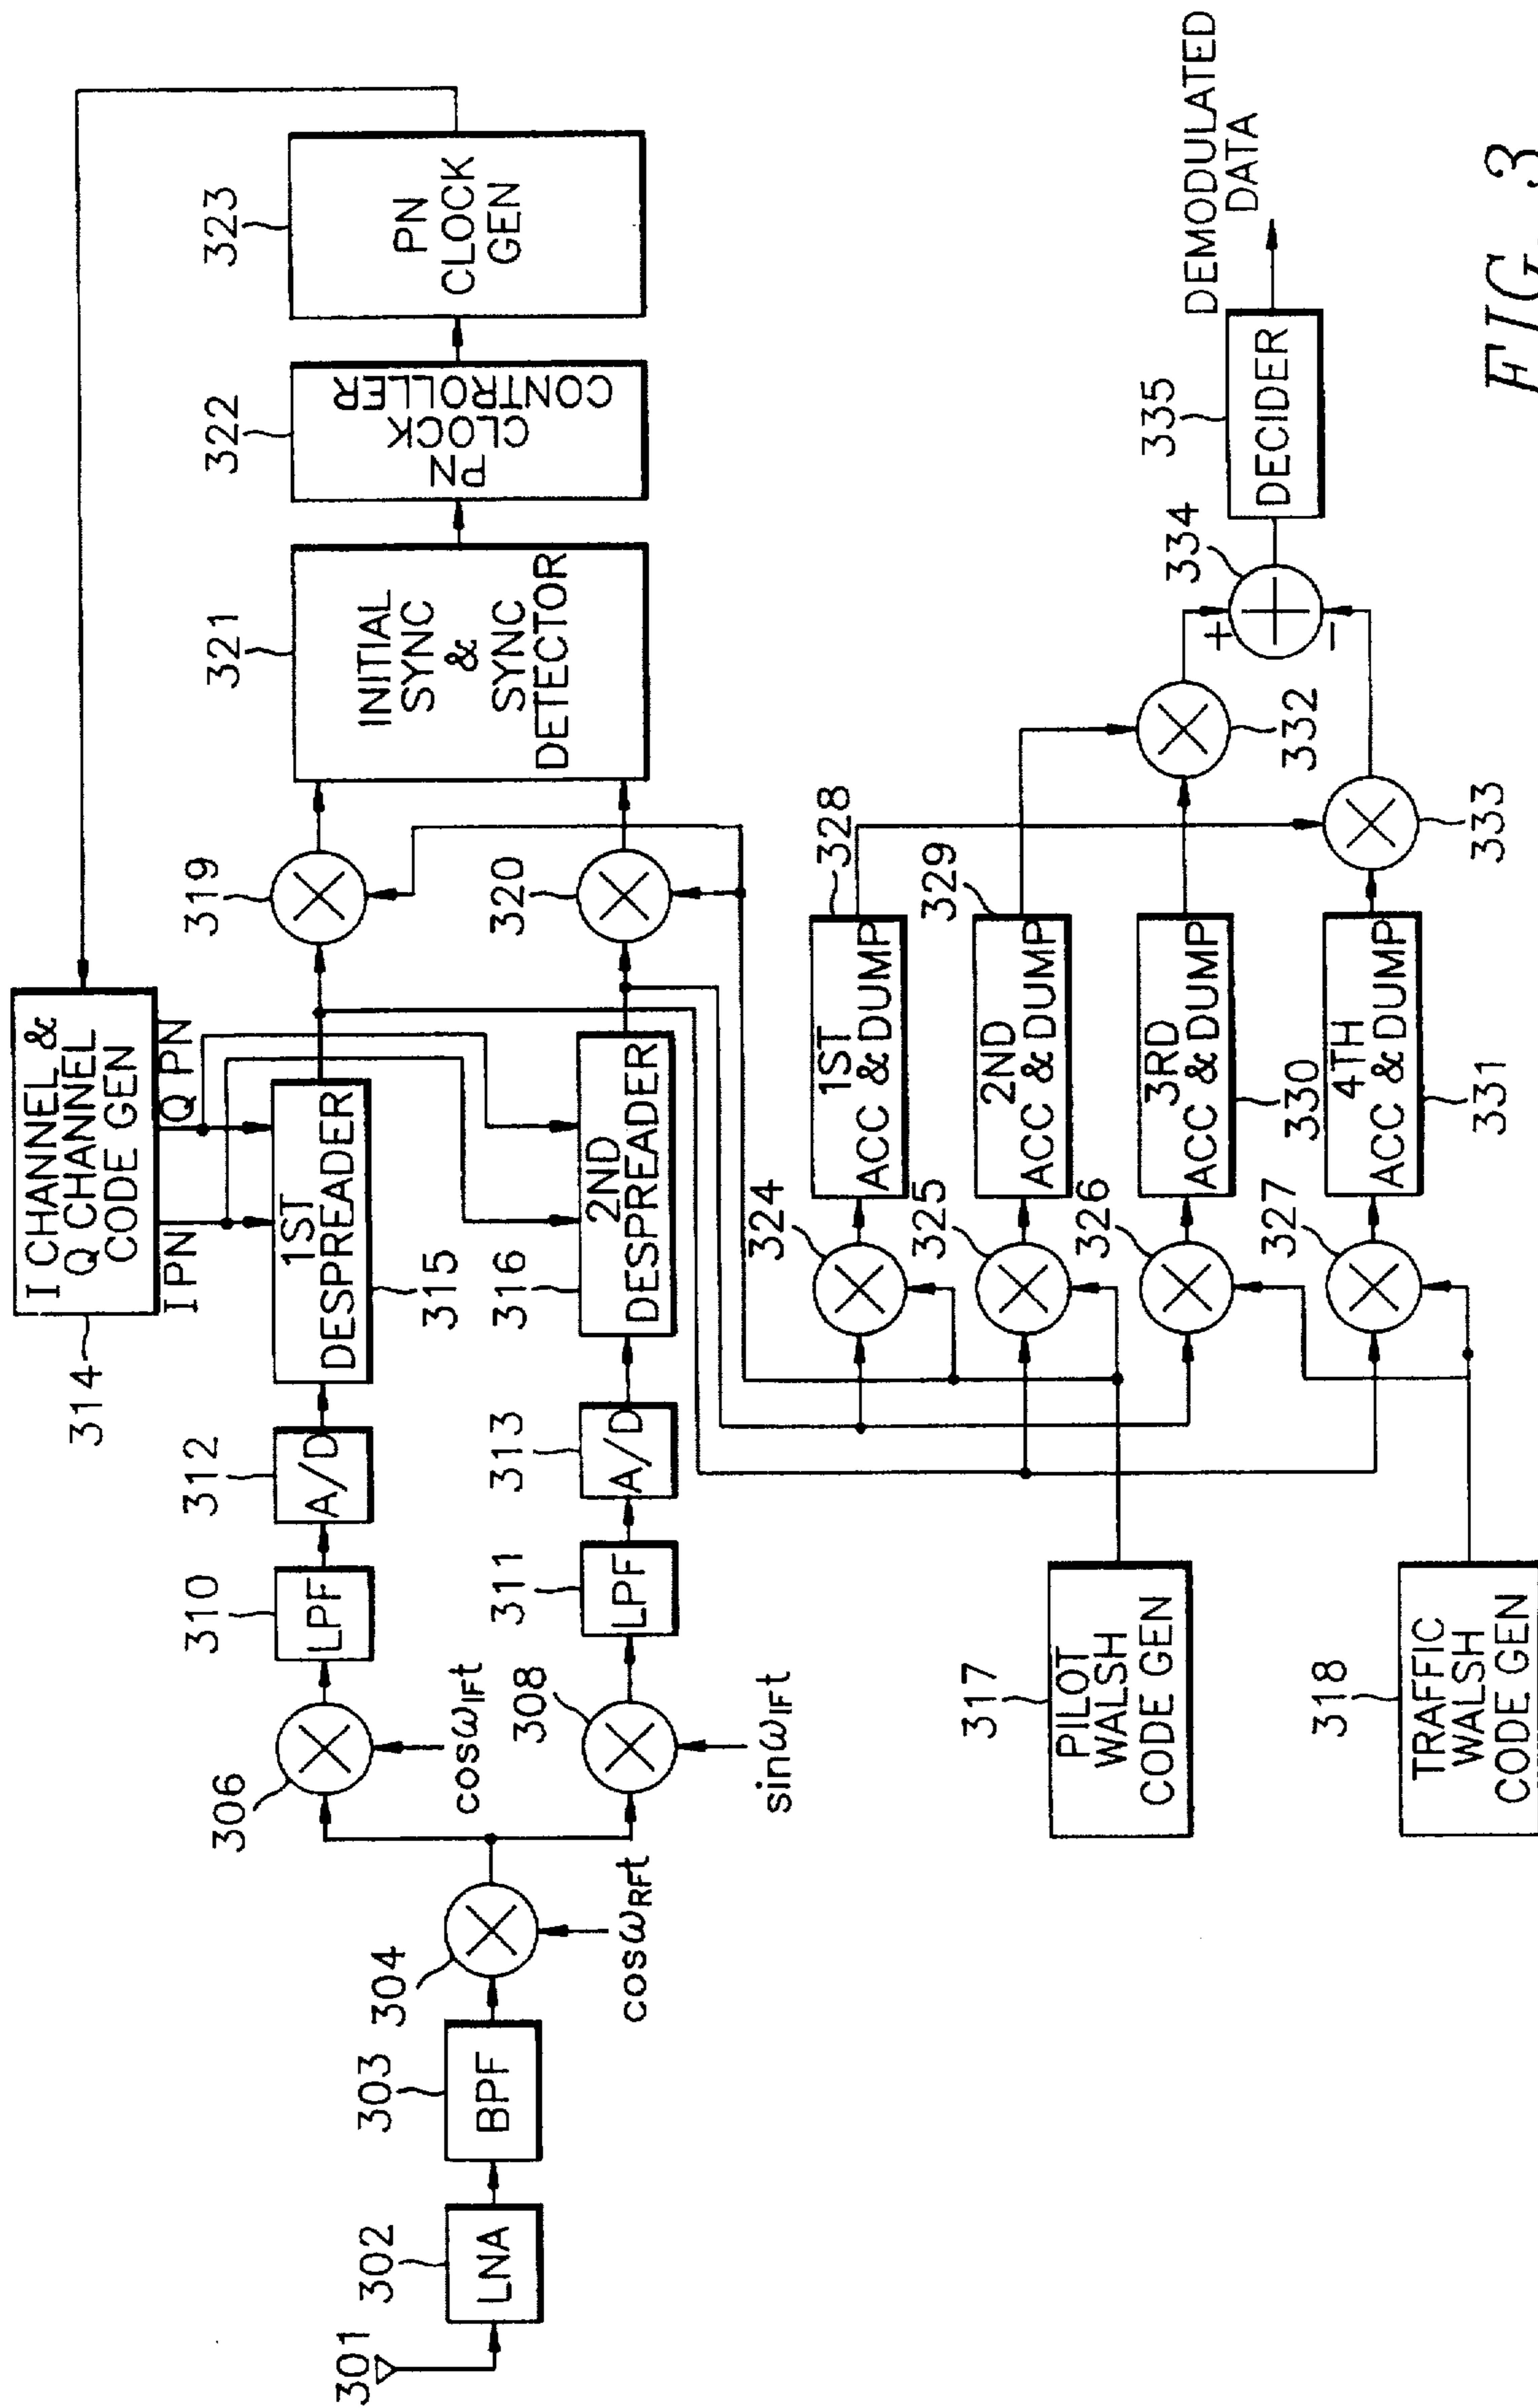 301
302
LNA
303
BPF
304
cosωRFt
306
cosωIFt
308
sinωIFt
310
LPF
311
LPF
312
A/D
313
A/D
314
I CHANNEL &
Q CHANNEL
CODE GEN
I PN
Q PN
1ST
DESPREADER
315
2ND
DESPREADER
316
319
320
321
INITIAL
SYNC
&
SYNC
DETECTOR
322
PN
CLOCK
CONTROLLER
323
PN
CLOCK
GEN
317
PILOT
WALSH
CODE GEN
318
TRAFFIC
WALSH
CODE GEN
324
325
326
327
1ST
ACC & DUMP
328
2ND
ACC & DUMP
329
3RD
ACC & DUMP
330
4TH
ACC & DUMP
331
332
333
334
+
-
335
DECIDER
DEMODULATED
DATA
FIG. 3